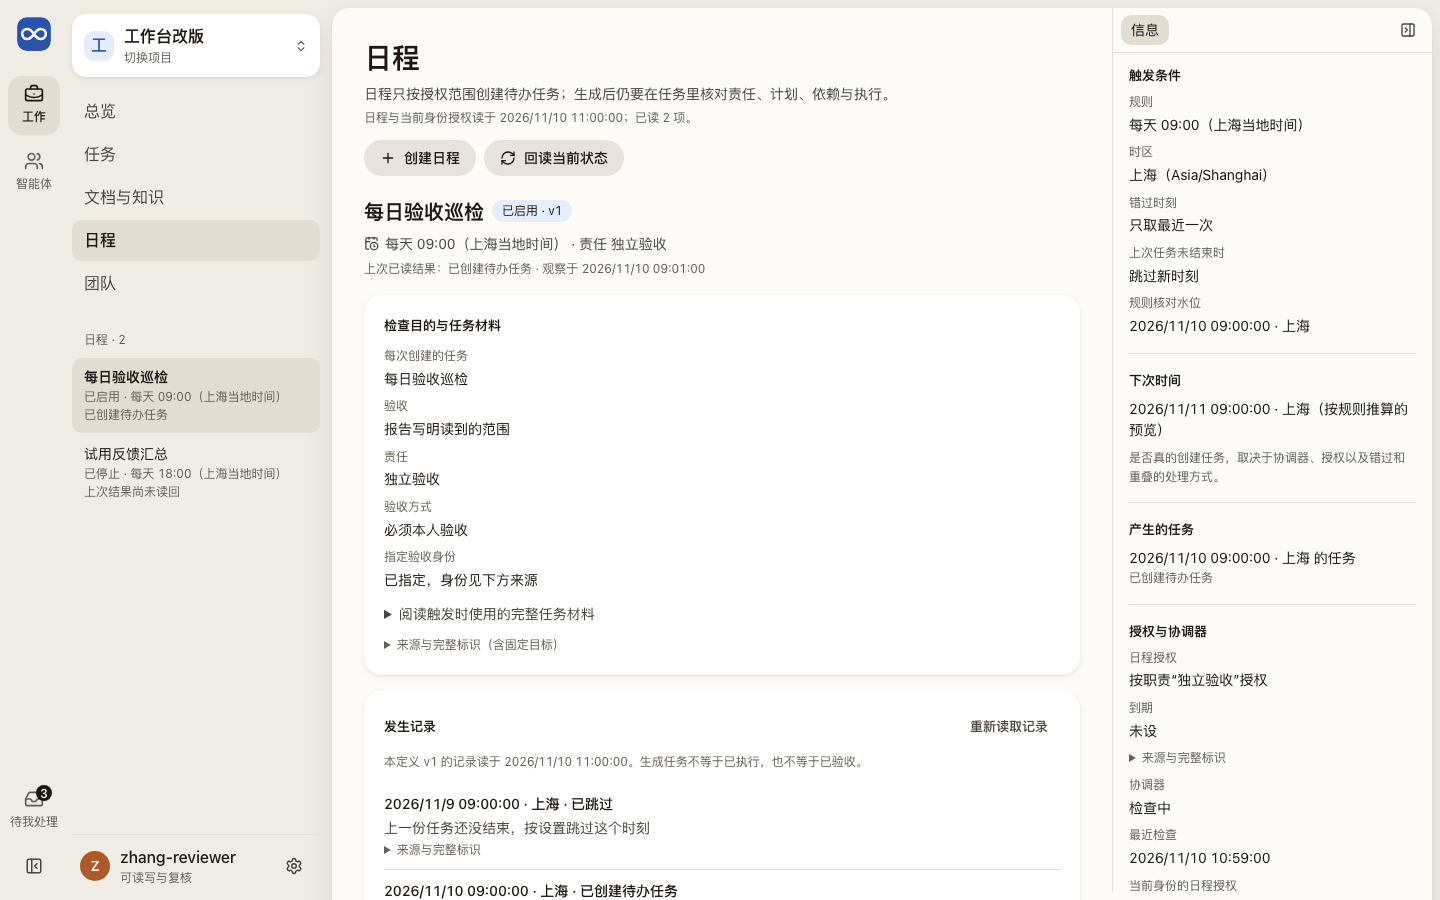 工作
智能体
3
待我处理
工
工作台改版
切换项目
总览
任务
文档与知识
日程
团队
日程 · 2
每日验收巡检
已启用 · 每天 09:00（上海当地时间）
已创建待办任务
试用反馈汇总
已停止 · 每天 18:00（上海当地时间）
上次结果尚未读回
Z
zhang-reviewer
可读写与复核
日程
日程只按授权范围创建待办任务；生成后仍要在任务里核对责任、计划、依赖与执行。
日程与当前身份授权读于 2026/11/10 11:00:00；已读 2 项。
创建日程
回读当前状态
每日验收巡检
已启用 · v1
每天 09:00（上海当地时间） · 责任 独立验收
上次已读结果：已创建待办任务 · 观察于 2026/11/10 09:01:00
检查目的与任务材料
每次创建的任务
每日验收巡检
验收
报告写明读到的范围
责任
独立验收
验收方式
必须本人验收
指定验收身份
已指定，身份见下方来源
阅读触发时使用的完整任务材料
来源与完整标识（含固定目标）
发生记录
重新读取记录
本定义 v1 的记录读于 2026/11/10 11:00:00。生成任务不等于已执行，也不等于已验收。
2026/11/9 09:00:00 · 上海 · 已跳过
上一份任务还没结束，按设置跳过这个时刻
来源与完整标识
2026/11/10 09:00:00 · 上海 · 已创建待办任务
信息
触发条件
规则
每天 09:00（上海当地时间）
时区
上海（Asia/Shanghai）
错过时刻
只取最近一次
上次任务未结束时
跳过新时刻
规则核对水位
2026/11/10 09:00:00 · 上海
下次时间
2026/11/11 09:00:00 · 上海（按规则推算的
预览）
是否真的创建任务，取决于协调器、授权以及错过和
重叠的处理方式。
产生的任务
2026/11/10 09:00:00 · 上海 的任务
已创建待办任务
授权与协调器
日程授权
按职责“独立验收”授权
到期
未设
来源与完整标识
协调器
检查中
最近检查
2026/11/10 10:59:00
当前身份的日程授权